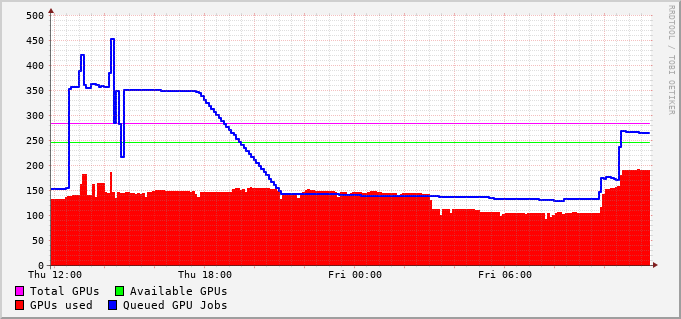 500
450
400
350
300
250
200
150
100
50
0
Thu 12:00 Thu 18:00 Fri 00:00 Fri 06:00
Total GPUs Available GPUs
GPUs used Queued GPU Jobs
RRDTOOL / TOBI OETIKER